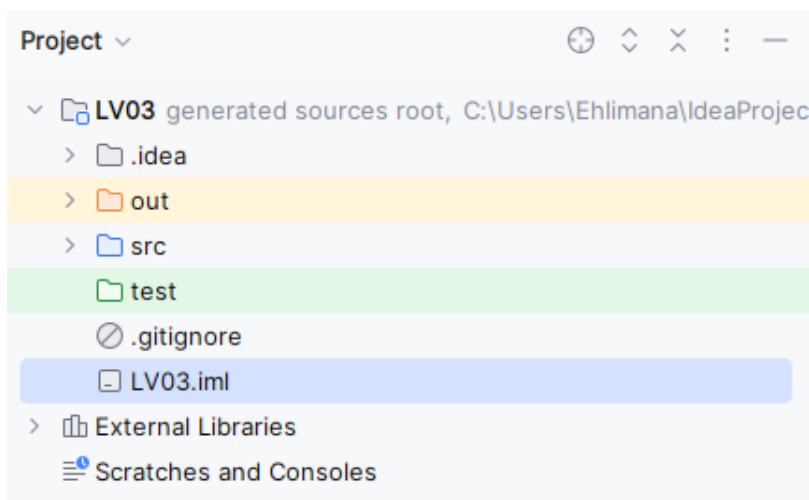 Project
LV03 generated sources root, C:\Users\Ehlimana\IdeaProjec
.idea
out
src
test
.gitignore
LV03.iml
External Libraries
Scratches and Consoles